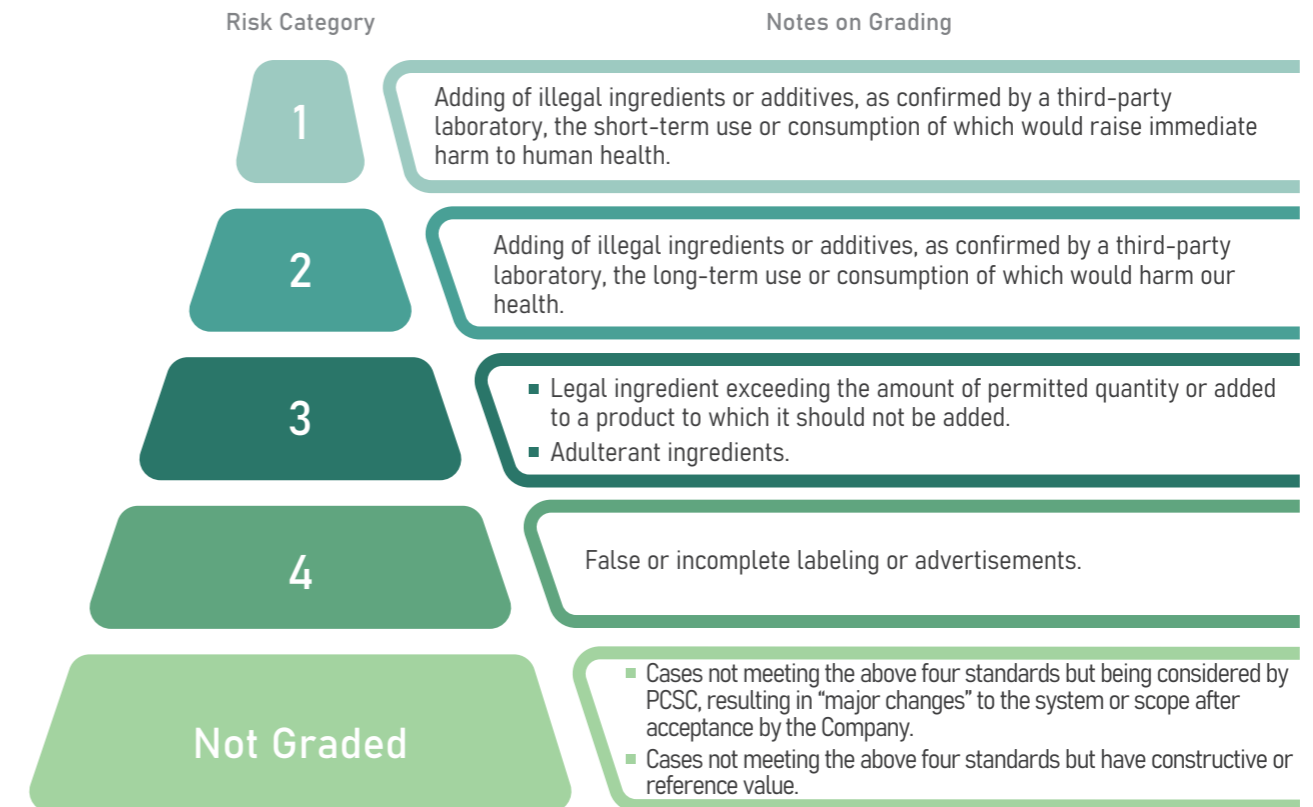 Risk Category
Notes on Grading
1
Adding of illegal ingredients or additives, as confirmed by a third-party
laboratory, the short-term use or consumption of which would raise immediate
harm to human health.
2
Adding of illegal ingredients or additives, as confirmed by a third-party
laboratory, the long-term use or consumption of which would harm our
health.
3
■ Legal ingredient exceeding the amount of permitted quantity or added
to a product to which it should not be added.
■ Adulterant ingredients.
4
False or incomplete labeling or advertisements.
Not Graded
■ Cases not meeting the above four standards but being considered by
PCSC, resulting in “major changes” to the system or scope after
acceptance by the Company.
■ Cases not meeting the above four standards but have constructive or
reference value.